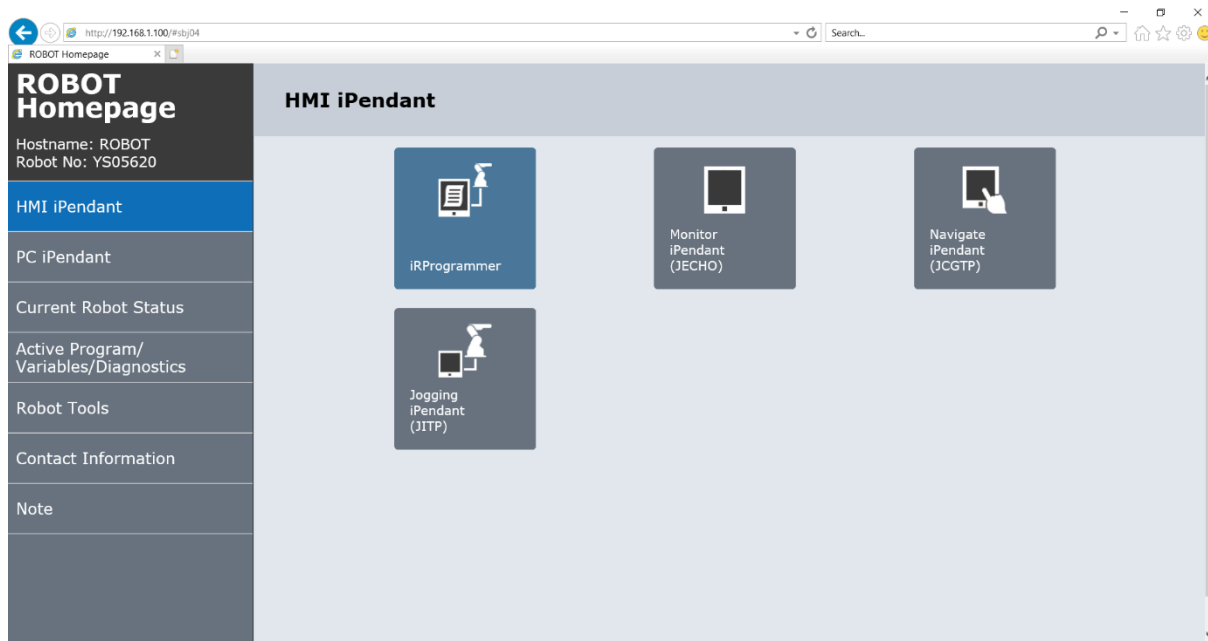 http://192.168.1.100/#sbj04
Search...
ROBOT Homepage
ROBOT
Homepage
Hostname: ROBOT
Robot No: YS05620
HMI iPendant
PC iPendant
Current Robot Status
Active Program/
Variables/Diagnostics
Robot Tools
Contact Information
Note
HMI iPendant
iRProgrammer
Monitor
iPendant
(JECHO)
Navigate
iPendant
(JCGTP)
Jogging
iPendant
(JITP)